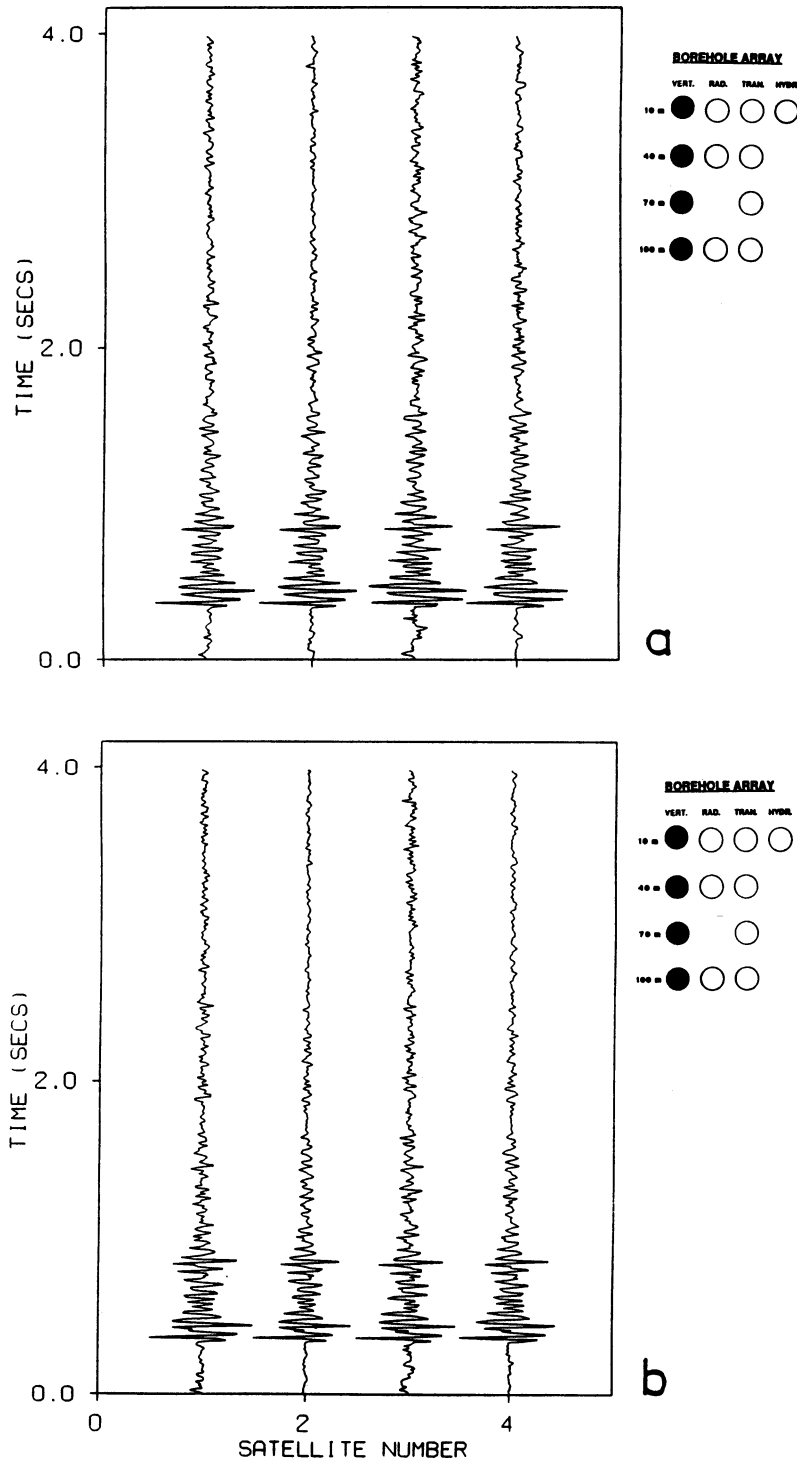 4.0
BOREHOLE ARRAY
VERT. RAD. TRAN. HYDR.
10 m
40 m
70 m
100 m
TIME (SECS)
2.0
0.0
a
4.0
BOREHOLE ARRAY
VERT. RAD. TRAN. HYDR.
10 m
40 m
70 m
100 m
TIME (SECS)
2.0
0.0
b
0 2 4
SATELLITE NUMBER